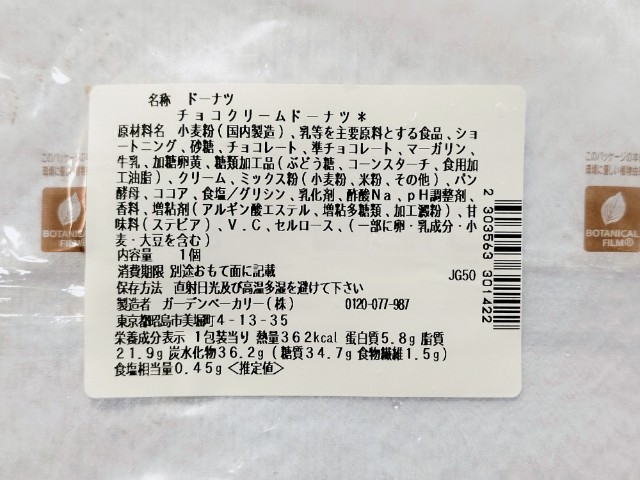 名称 ドーナツ
チョコクリームドーナツ＊
原材料名 小麦粉（国内製造）、乳等を主要原料とする食品、ショ
ートニング、砂糖、チョコレート、準チョコレート、マーガリン、
牛乳、加糖卵黄、糖類加工品（ぶどう糖、コーンスターチ、食用加
工油脂）、クリーム、ミックス粉（小麦粉、米粉、その他）、パン
酵母、ココア、食塩／グリシン、乳化剤、酢酸Na、pH調整剤、
香料、増粘剤（アルギン酸エステル、増粘多糖類、加工澱粉）、甘
味料（ステビア）、V.C、セルロース、（一部に卵・乳成分・小
麦・大豆を含む）
内容量 1個
消費期限 別途おもて面に記載
JG50
保存方法 直射日光及び高温多湿を避けて下さい
製造者 ガーデンベーカリー（株） 0120-077-987
東京都昭島市美堀町4-13-35
栄養成分表示 1包装当り 熱量362kcal 蛋白質5.8g 脂質
21.9g 炭水化物36.2g（糖質34.7g 食物繊維1.5g）
食塩相当量0.45g＜推定値＞
2 303563 301422
BOTANICAL
FILM®
BOTANICAL
FILM®